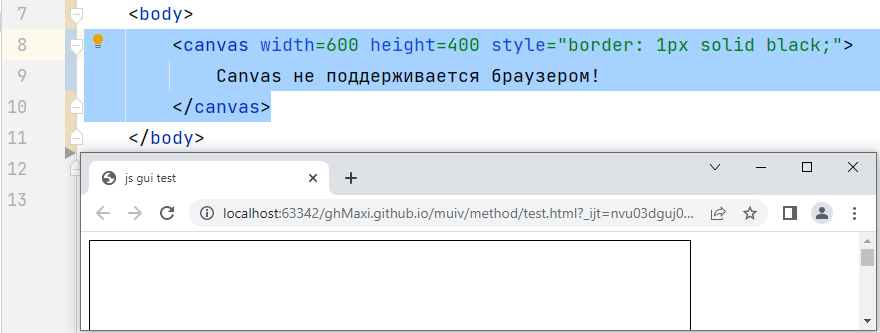 7 <body>
8 <canvas width=600 height=400 style="border: 1px solid black;">
9 Canvas не поддерживается браузером!
10 </canvas>
11 </body>
12
13
js gui test
localhost:63342/ghMaxi.github.io/muiv/method/test.html?_ijt=nvu03dguj0...